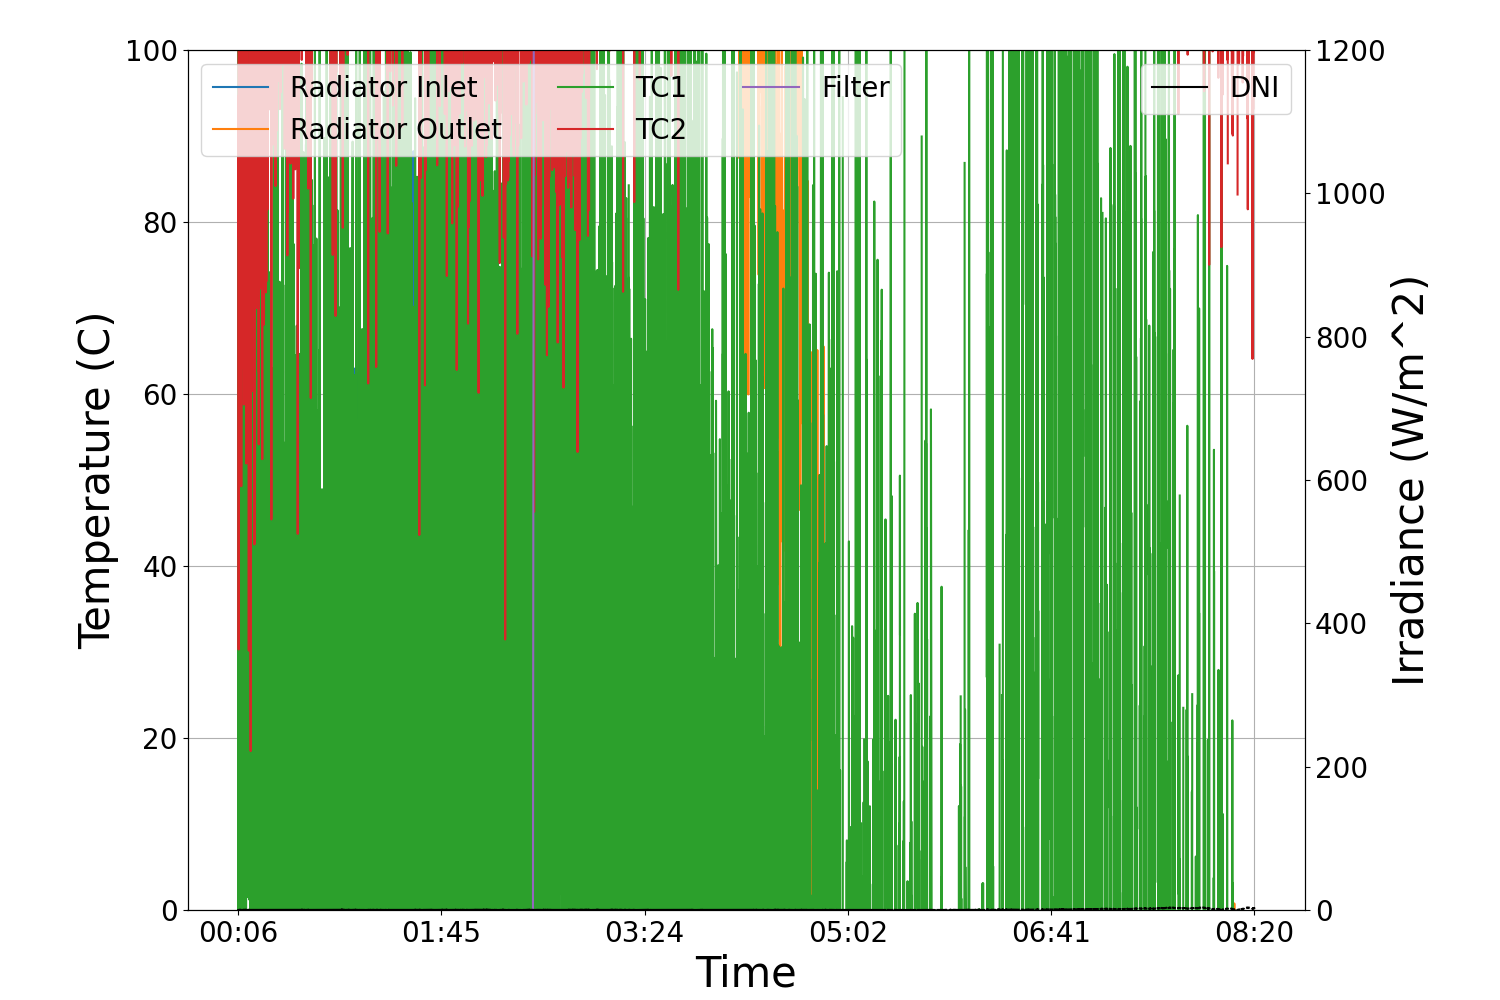 100
80
60
40
20
0
Temperature (C)
Radiator Inlet
Radiator Outlet
TC1
TC2
Filter
DNI
1200
1000
800
600
400
200
0
Irradiance (W/m^2)
00:06
01:45
03:24
05:02
06:41
08:20
Time